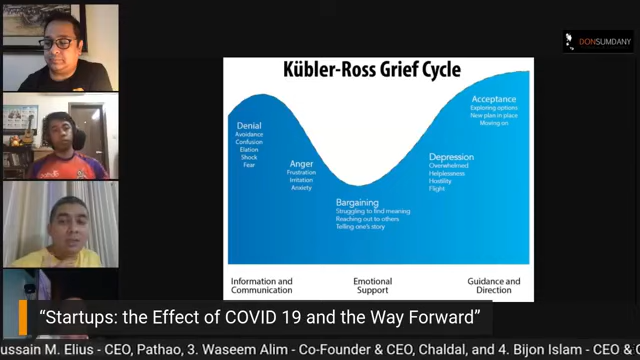 DONSUMDANY
Kübler-Ross Grief Cycle
Denial
Avoidance
Confusion
Elation
Shock
Fear
Anger
Frustration
Irritation
Anxiety
Bargaining
Struggling to find meaning
Reaching out to others
Telling one's story
Depression
Overwhelmed
Helplessness
Hostility
Flight
Acceptance
Exploring options
New plan in place
Moving on
Information and
Communication
Emotional
Support
Guidance and
Direction
“Startups: the Effect of COVID 19 and the Way Forward”
ussain M. Elius - CEO, Pathao, 3. Waseem Alim - Co-Founder & CEO, Chaldal, and 4. Bijon Islam - CEO &